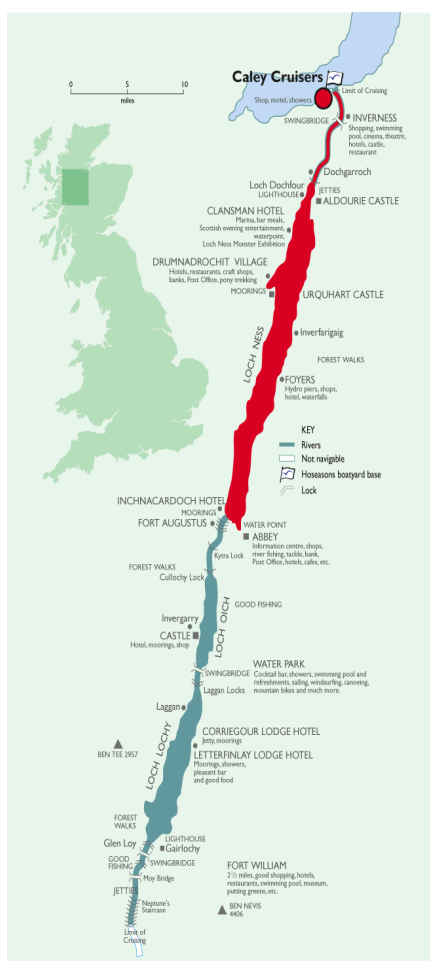 0 5 10
miles
Caley Cruisers
Limit of Cruising
Shop, motel, showers
SWINGBRIDGE
INVERNESS
Shopping, swimming
pool, cinema, theatre,
hotels, castle,
restaurant
Dochgarroch
Loch Dochfour
JETTIES
LIGHTHOUSE
ALDOURIE CASTLE
CLANSMAN HOTEL
Marina, bar meals,
Scottish evening entertainment,
waterpoint,
Loch Ness Monster Exhibition
DRUMNADROCHIT VILLAGE
Hotels, restaurants, craft shops,
banks, Post Office, pony trekking
MOORINGS
URQUHART CASTLE
Inverfarigaig
LOCH NESS
FOREST WALKS
FOYERS
Hydro piers, shops,
hotel, waterfalls
KEY
Rivers
Not navigable
Hoseasons boatyard base
Lock
INCHNACARDOCH HOTEL
MOORINGS
FORT AUGUSTUS
WATER POINT
ABBEY
Information centre, shops,
river fishing, tackle, bank,
Post Office, hotels, cafes, etc.
Kytra Lock
FOREST WALKS
Cullochy Lock
GOOD FISHING
LOCH OICH
Invergarry
CASTLE
Hotel, moorings, shop
WATER PARK
SWINGBRIDGE
Cocktail bar, showers, swimming pool and
refreshments, sailing, windsurfing, canoeing,
mountain bikes and much more.
Laggan Locks
Laggan
CORRIEGOUR LODGE HOTEL
Jetty, moorings
LETTERFINLAY LODGE HOTEL
Moorings, showers,
pleasant bar
and good food
BEN TEE 2957
LOCH LOCHY
FOREST
WALKS
LIGHTHOUSE
Glen Loy
Gairlochy
GOOD
FISHING
SWINGBRIDGE
Moy Bridge
FORT WILLIAM
2½ miles, good shopping, hotels,
restaurants, swimming pool, museum,
putting greens, etc.
JETTIES
Neptune's
Staircase
BEN NEVIS
4406
Limit of
Cruising